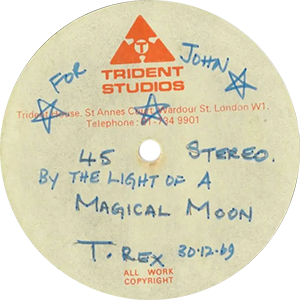 FOR JOHN
TRIDENT
STUDIOS
Trident House, St Annes Court, Wardour St. London W1.
Telephone: 01-734 9901
45 STEREO.
BY THE LIGHT OF A
MAGICAL MOON
T. REX 30·12·69
ALL WORK
COPYRIGHT